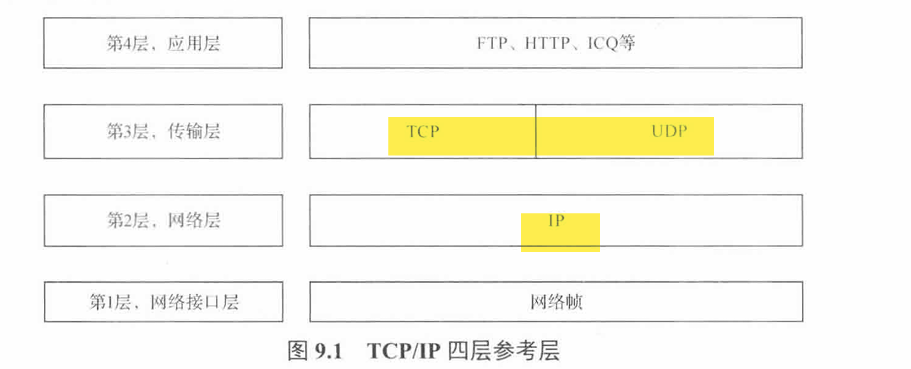 第4层，应用层
FTP、HTTP、ICQ等
第3层，传输层
TCP
UDP
第2层，网络层
IP
第1层，网络接口层
网络帧
图 9.1 TCP/IP 四层参考层